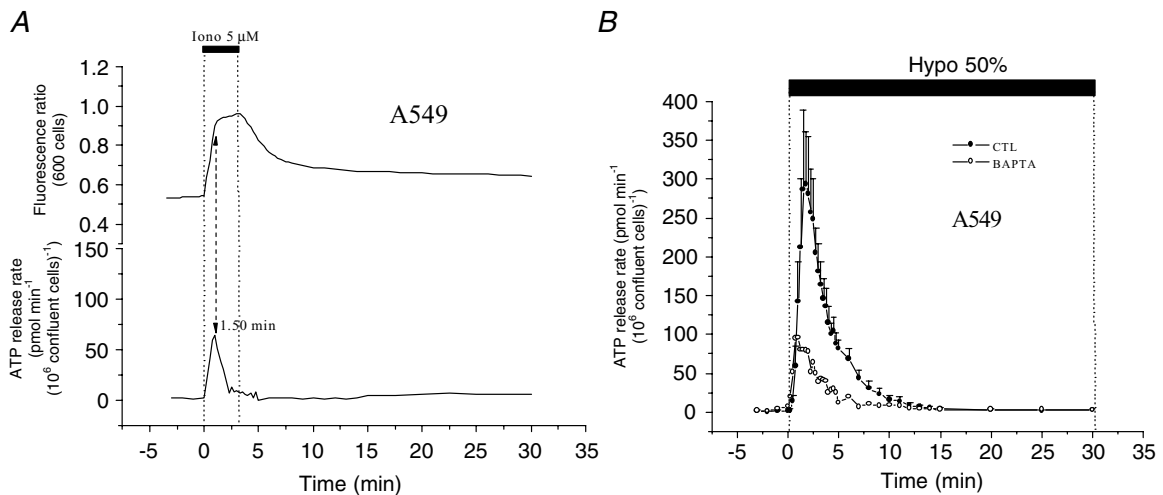 A
Iono 5 μM
1.2
1.0
0.8
0.6
0.4
Fluorescence ratio
(600 cells)
A549
150
100
50
0
ATP release rate
(pmol min⁻¹
(10⁶ confluent cells)⁻¹)
1.50 min
-5 0 5 10 15 20 25 30
Time (min)
B
Hypo 50%
400
350
300
250
200
150
100
50
0
ATP release rate (pmol min⁻¹
(10⁶ confluent cells)⁻¹)
CTL
BAPTA
A549
-5 0 5 10 15 20 25 30 35
Time (min)